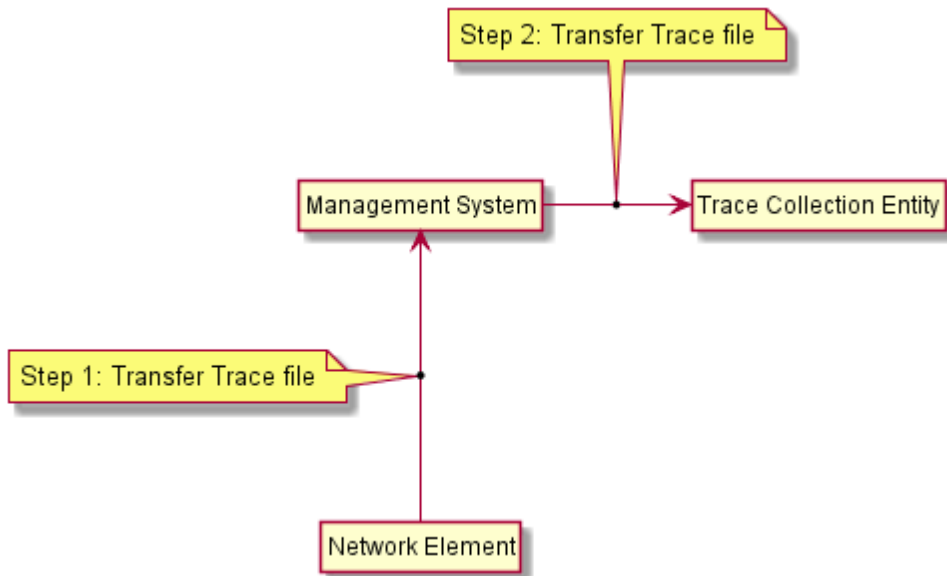 Step 2: Transfer Trace file
Management System
Trace Collection Entity
Step 1: Transfer Trace file
Network Element